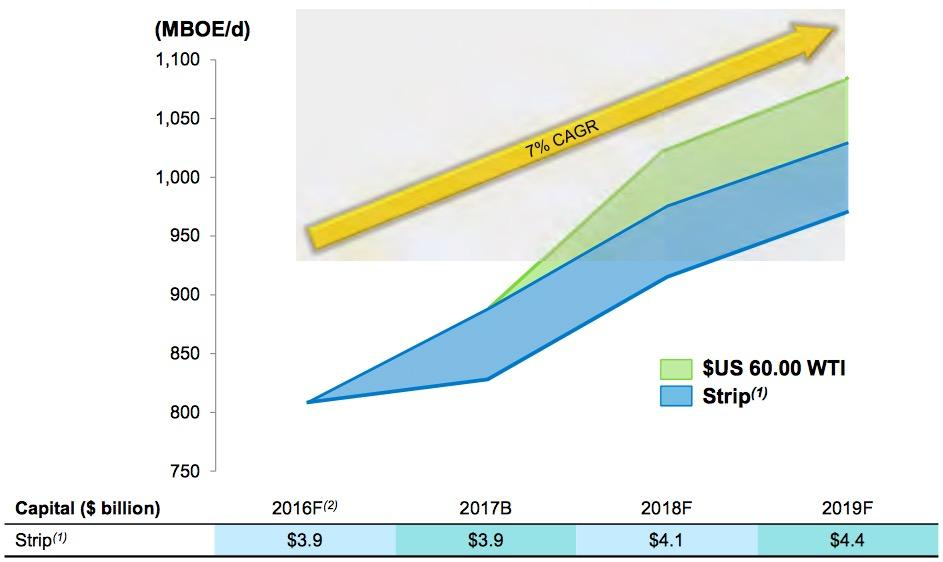 (MBOE/d)
1,100
1,050
1,000
950
900
850
800
750
7% CAGR
$US 60.00 WTI
Strip(1)
Capital ($ billion) 2016F(2) 2017B 2018F 2019F
Strip(1) $3.9 $3.9 $4.1 $4.4